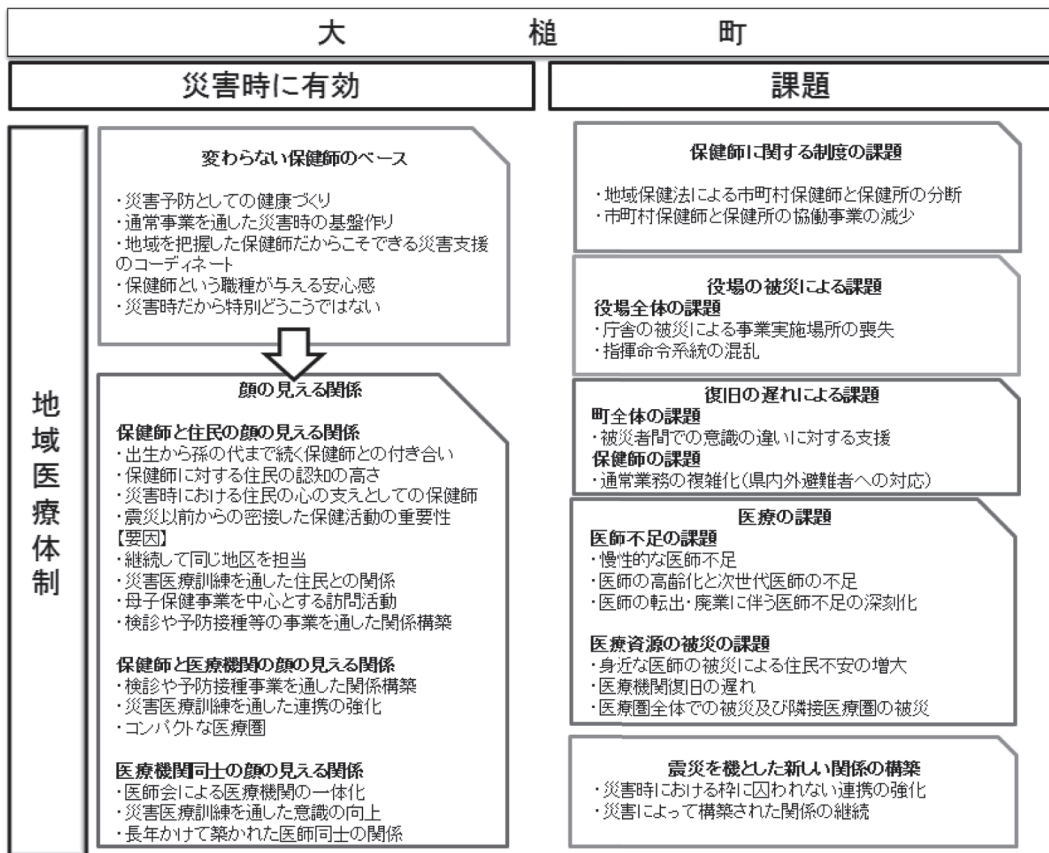 大槌町
災害時に有効
課題
地域医療体制
変わらない保健師のベース
・災害予防としての健康づくり
・通常事業を通した災害時の基盤作り
・地域を把握した保健師だからこそできる災害支援
のコーディネート
・保健師という職種が与える安心感
・災害時だから特別どうこうではない
顔の見える関係
保健師と住民の顔の見える関係
・出生から孫の代まで続く保健師との付き合い
・保健師に対する住民の認知の高さ
・災害時における住民の心の支えとしての保健師
・震災以前からの密接した保健活動の重要性
【要因】
・継続して同じ地区を担当
・災害医療訓練を通した住民との関係
・母子保健事業を中心とする訪問活動
・検診や予防接種等の事業を通した関係構築
保健師と医療機関の顔の見える関係
・検診や予防接種事業を通した関係構築
・災害医療訓練を通した連携の強化
・コンパクトな医療圏
医療機関同士の顔の見える関係
・医師会による医療機関の一体化
・災害医療訓練を通した意識の向上
・長年かけて築かれた医師同士の関係
保健師に関する制度の課題
・地域保健法による市町村保健師と保健所の分断
・市町村保健師と保健所の協働事業の減少
役場の被災による課題
役場全体の課題
・庁舎の被災による事業実施場所の喪失
・指揮命令系統の混乱
復旧の遅れによる課題
町全体の課題
・被災者間での意識の違いに対する支援
保健師の課題
・通常業務の複雑化(県内外避難者への対応)
医療の課題
医師不足の課題
・慢性的な医師不足
・医師の高齢化と次世代医師の不足
・医師の転出・廃業に伴う医師不足の深刻化
医療資源の被災の課題
・身近な医師の被災による住民不安の増大
・医療機関復旧の遅れ
・医療圏全体での被災及び隣接医療圏の被災
震災を機とした新しい関係の構築
・災害時における枠に囚われない連携の強化
・災害によって構築された関係の継続